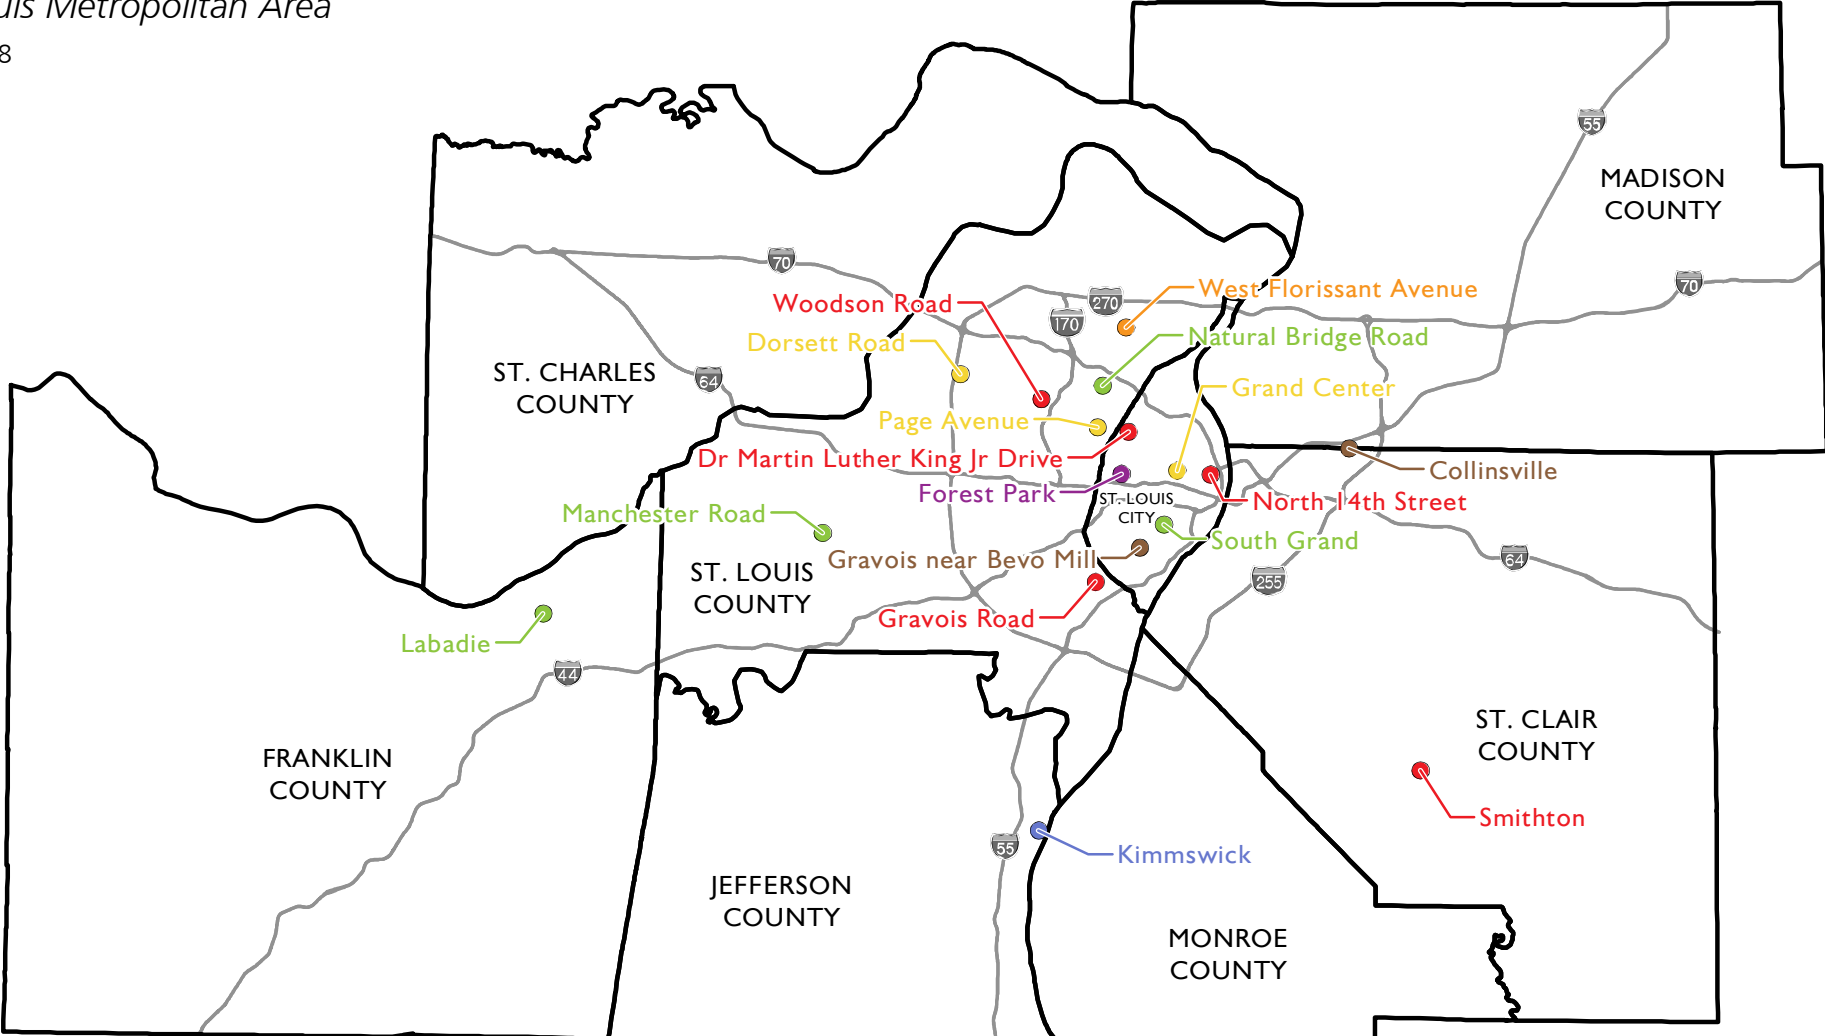 Metropolitan Area
8
55
MADISON
COUNTY
70
70
270
West Florissant Avenue
Woodson Road
170
Natural Bridge Road
Dorsett Road
ST. CHARLES
COUNTY
64
Grand Center
Page Avenue
Dr Martin Luther King Jr Drive
Collinsville
Forest Park
ST. LOUIS
CITY
North 14th Street
Manchester Road
South Grand
Gravois near Bevo Mill
64
255
ST. LOUIS
COUNTY
Gravois Road
Labadie
44
ST. CLAIR
COUNTY
FRANKLIN
COUNTY
Smithton
55
Kimmswick
JEFFERSON
COUNTY
MONROE
COUNTY